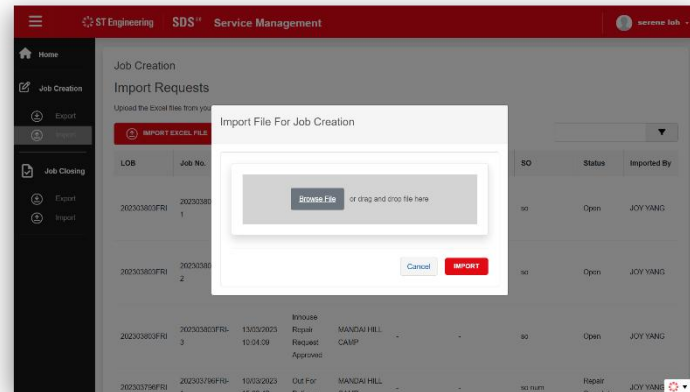 ST Engineering SDS Service Management serene loh
Home
Job Creation
Export
Import
Job Closing
Export
Import
Job Creation
Import Requests
Upload the Excel files from you
IMPORT EXCEL FILE
LOB Job No. SO Status Imported By
202303803FRI 20230380 so Open JOY YANG
1
202303803FRI 20230380 so Open JOY YANG
2
202303803FRI 202303803FRI- 13/03/2023 Inhouse MANDAI HILL - - so Open JOY YANG
3 10:04:09 Repair CAMP
Request
Approved
202303796FRI 202303796FRI- 10/03/2023 Out For MANDAI HILL so num Repair JOY YANG
Import File For Job Creation
Browse File or drag and drop file here
Cancel IMPORT